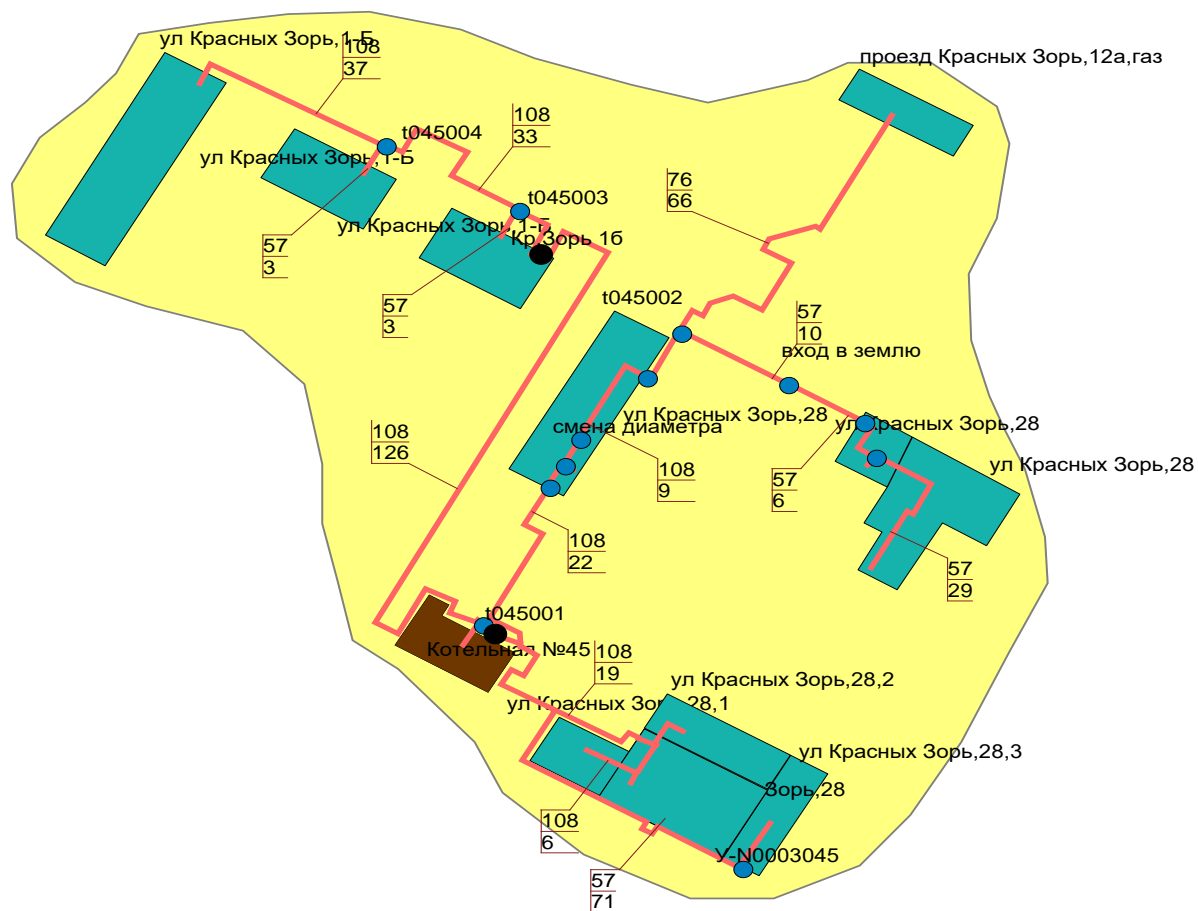 ул Красных Зорь,1-Б
108
37
проезд Красных Зорь,12а,газ
108
33
t045004
ул Красных Зорь,1-Б
76
66
t045003
ул Красных Зорь,1-Г
Кр.Зорь 1б
57
3
57
3
t045002
57
10
вход в землю
ул Красных Зорь,28
смена диаметра
ул Красных Зорь,28
ул Красных Зорь,28
108
126
108
9
57
6
108
22
57
29
t045001
Котельная №45
108
19
ул Красных Зорь,28,2
ул Красных Зорь,28,1
ул Красных Зорь,28,3
Зорь,28
108
6
У-N0003045
57
71